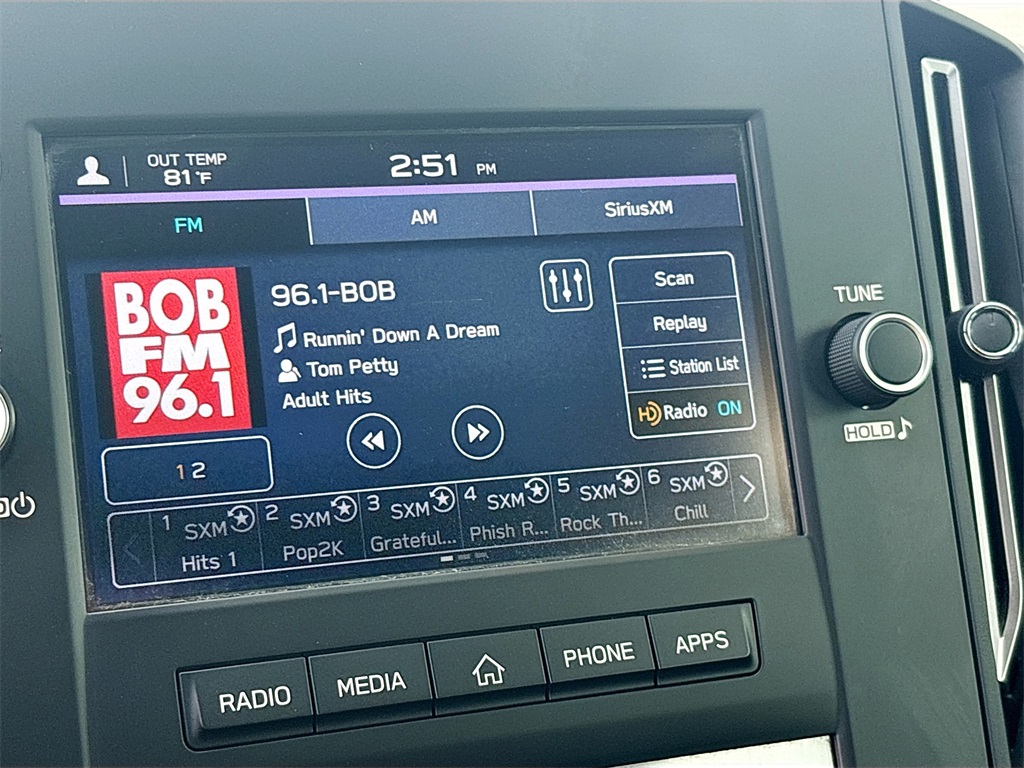 OUT TEMP
81°F
2:51 PM
FM
AM
SiriusXM
BOB
FM
96.1
96.1-BOB
Runnin' Down A Dream
Tom Petty
Adult Hits
Scan
Replay
Station List
HD Radio ON
1 2
1 SXM
Hits 1
2 SXM
Pop2K
3 SXM
Grateful...
4 SXM
Phish R...
5 SXM
Rock Th...
6 SXM
Chill
TUNE
HOLD
RADIO
MEDIA
PHONE
APPS